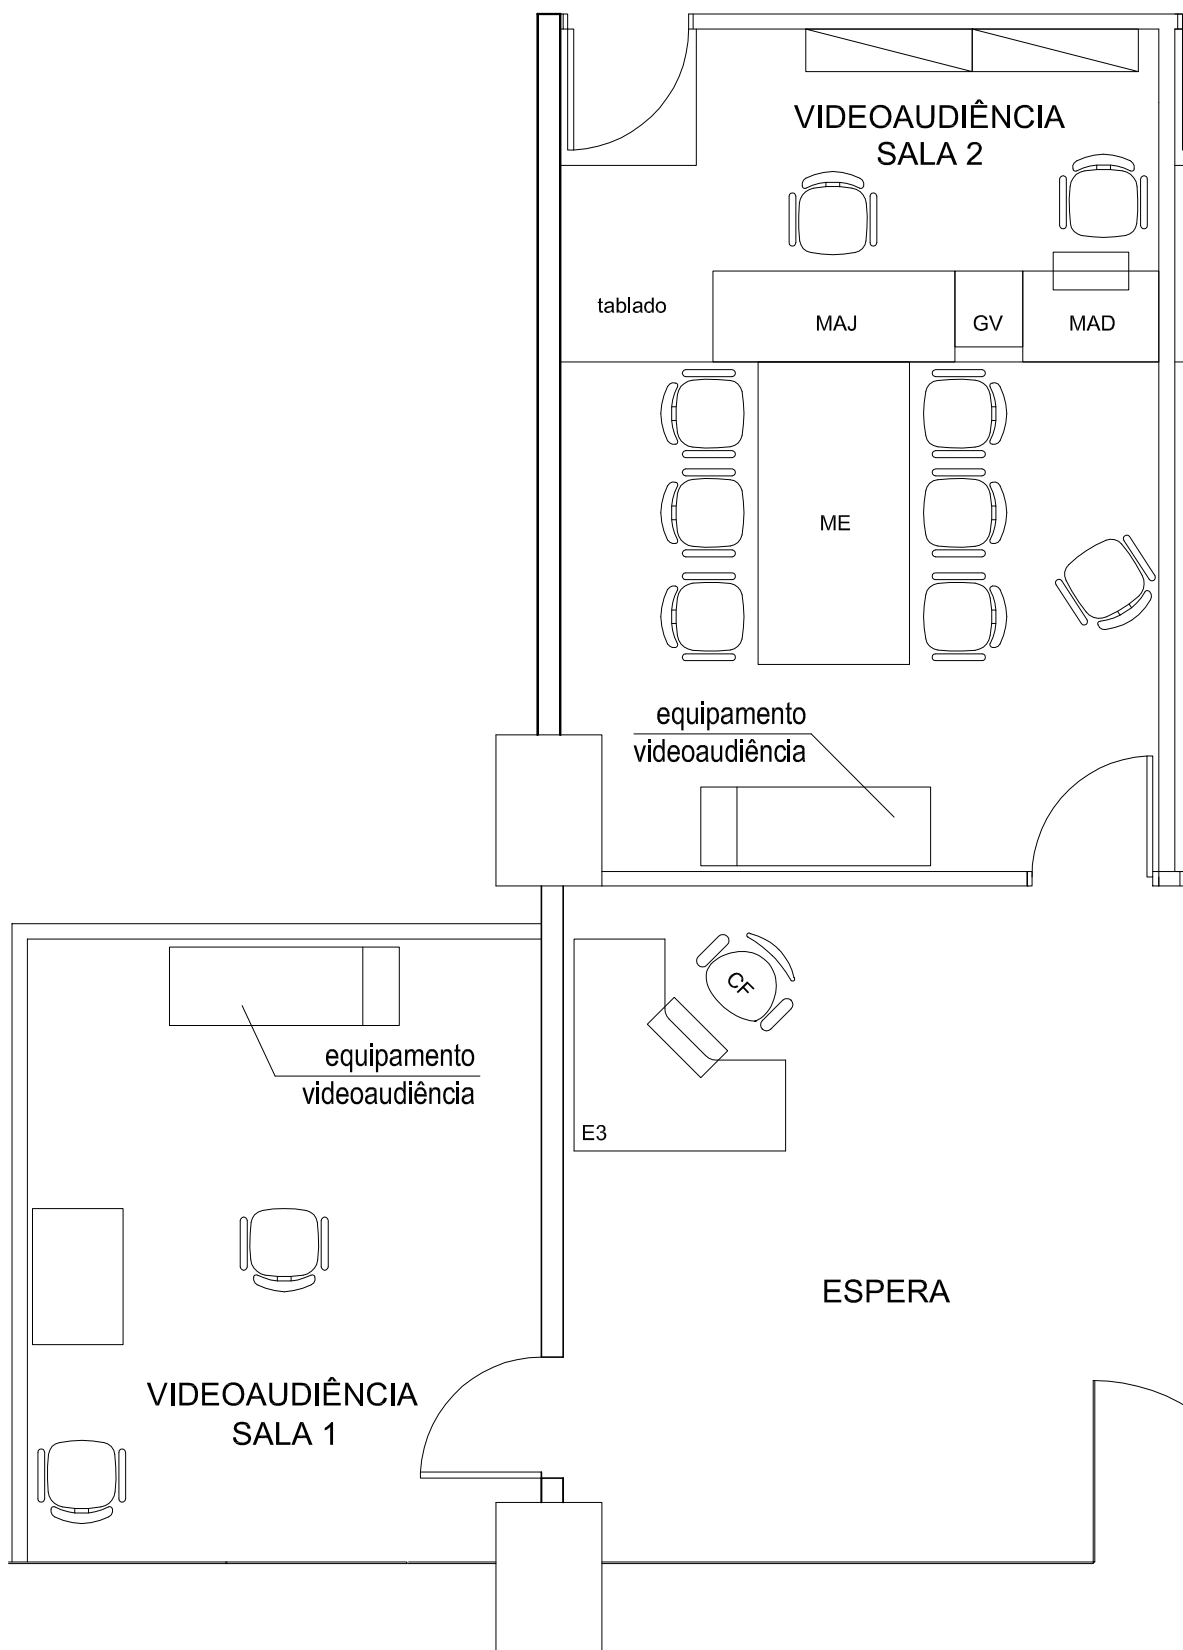 VIDEOAUDIÊNCIA
SALA 2
tablado
MAJ
GV
MAD
ME
equipamento
videoaudiência
CF
equipamento
videoaudiência
E3
ESPERA
VIDEOAUDIÊNCIA
SALA 1